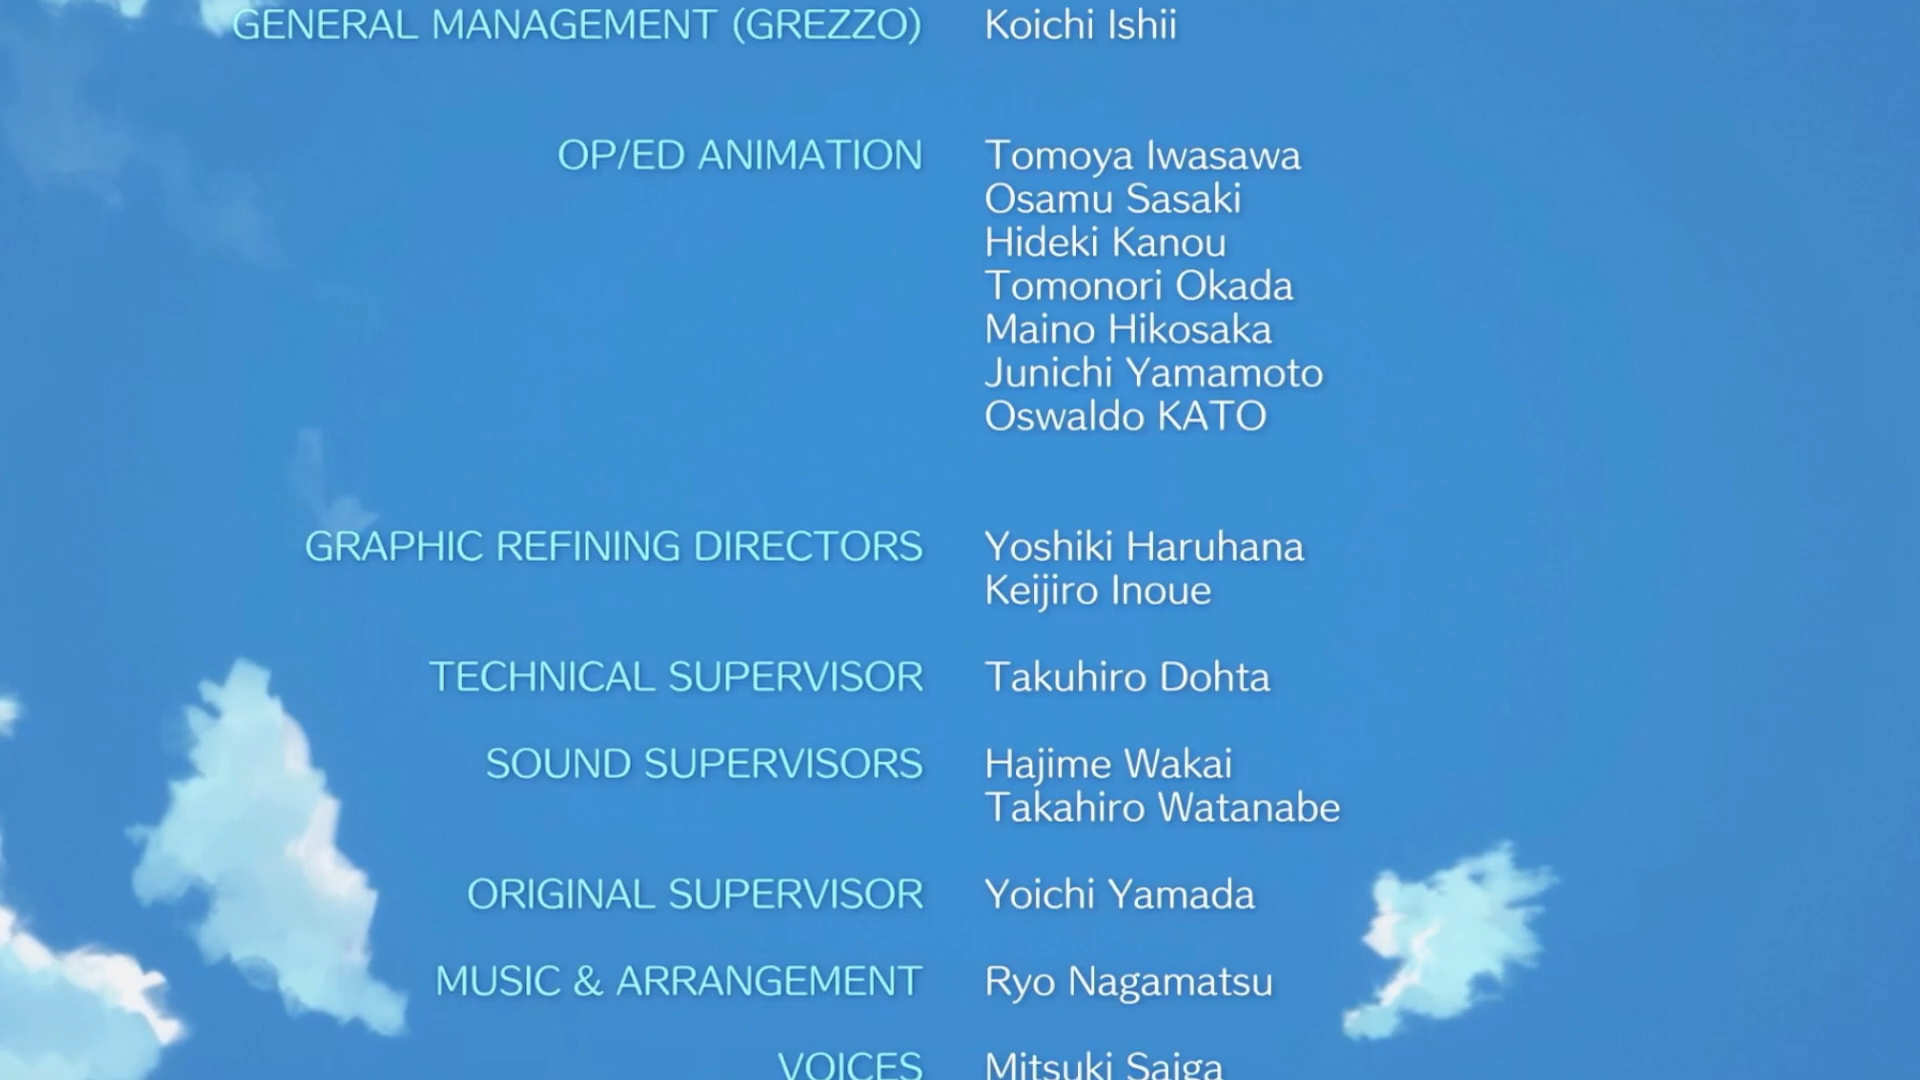 GENERAL MANAGEMENT (GREZZO) Koichi Ishii
OP/ED ANIMATION Tomoya Iwasawa
Osamu Sasaki
Hideki Kanou
Tomonori Okada
Maino Hikosaka
Junichi Yamamoto
Oswaldo KATO
GRAPHIC REFINING DIRECTORS Yoshiki Haruhana
Keijiro Inoue
TECHNICAL SUPERVISOR Takuhiro Dohta
SOUND SUPERVISORS Hajime Wakai
Takahiro Watanabe
ORIGINAL SUPERVISOR Yoichi Yamada
MUSIC & ARRANGEMENT Ryo Nagamatsu
VOICES Mitsuki Saiga